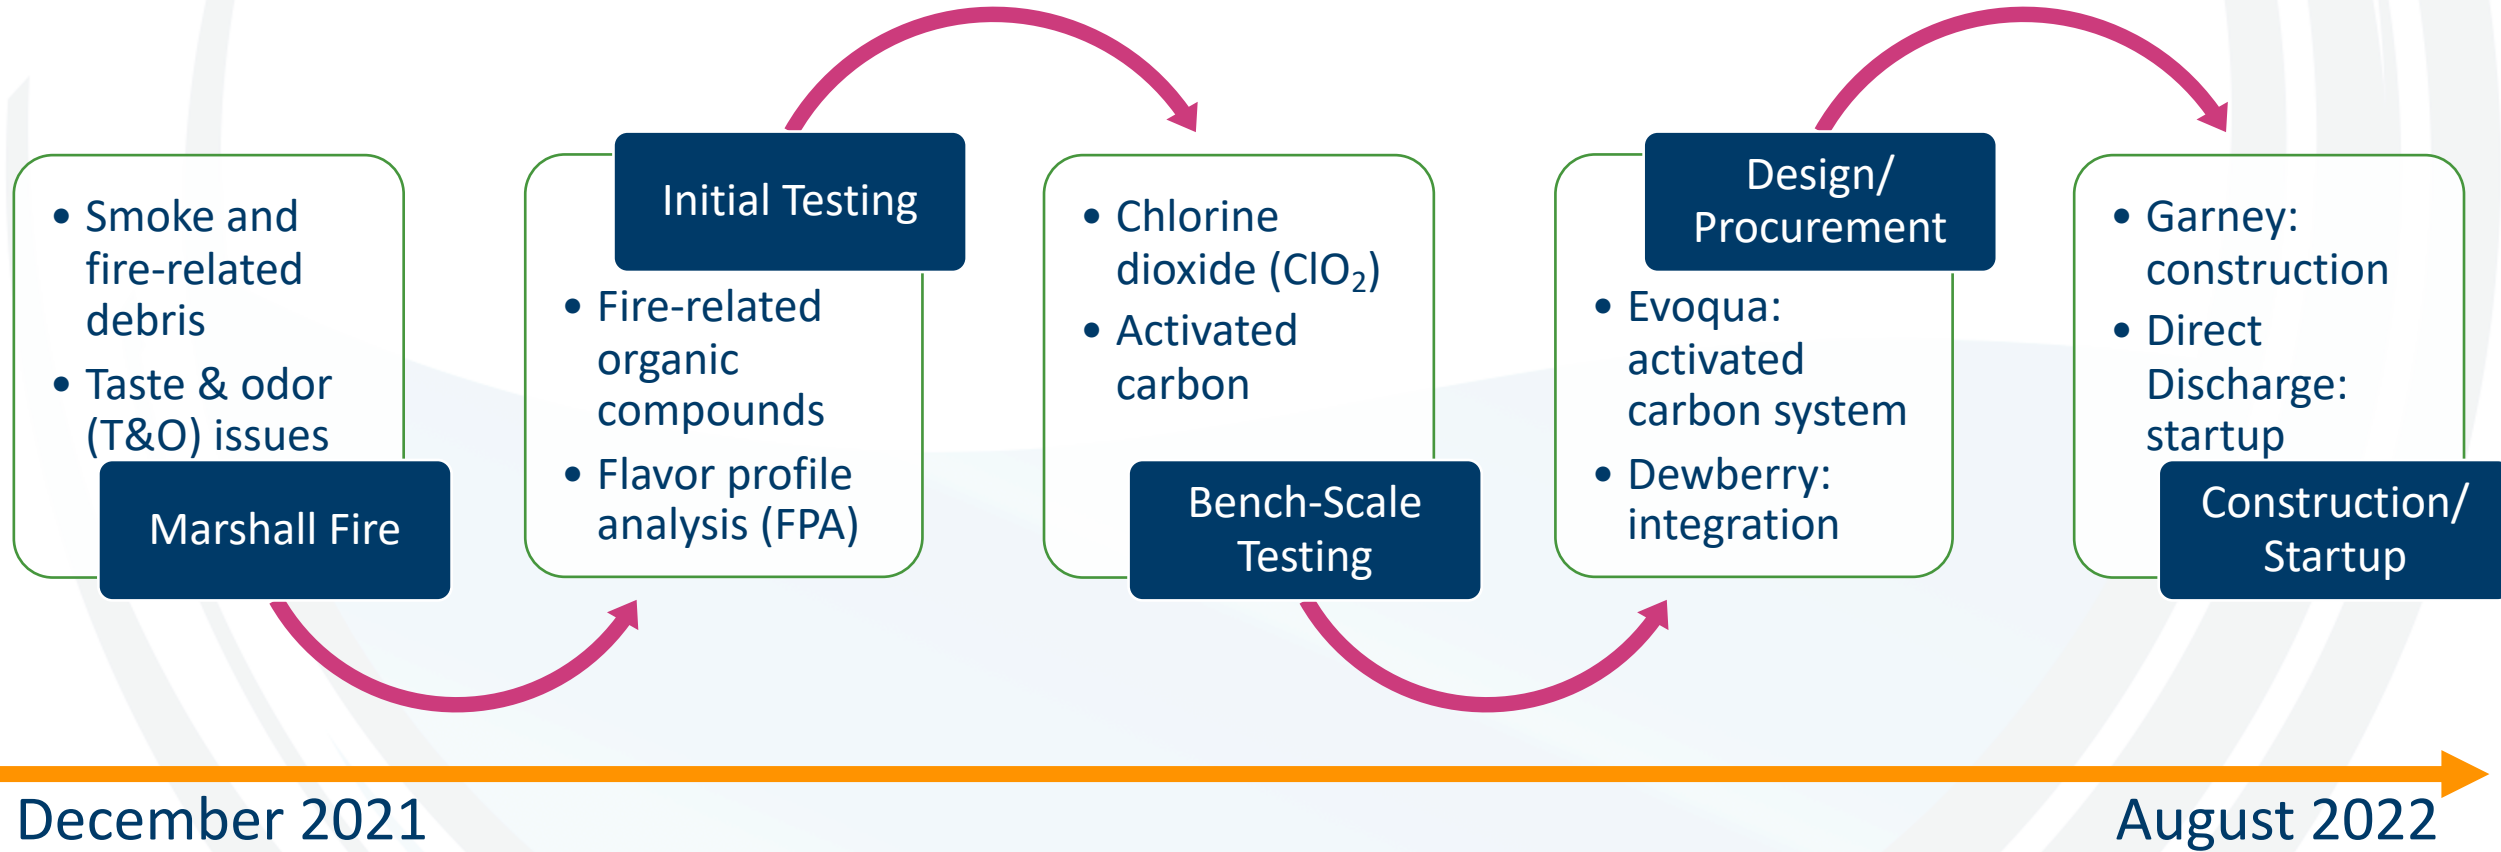 • Smoke and
fire-related
debris
• Taste & odor
(T&O) issues
Marshall Fire
Initial Testing
• Fire-related
organic
compounds
• Flavor profile
analysis (FPA)
• Chlorine
dioxide (ClO₂)
• Activated
carbon
Bench-Scale
Testing
Design/
Procurement
• Evoqua:
activated
carbon system
• Dewberry:
integration
• Garney:
construction
• Direct
Discharge:
startup
Construction/
Startup
December 2021
August 2022